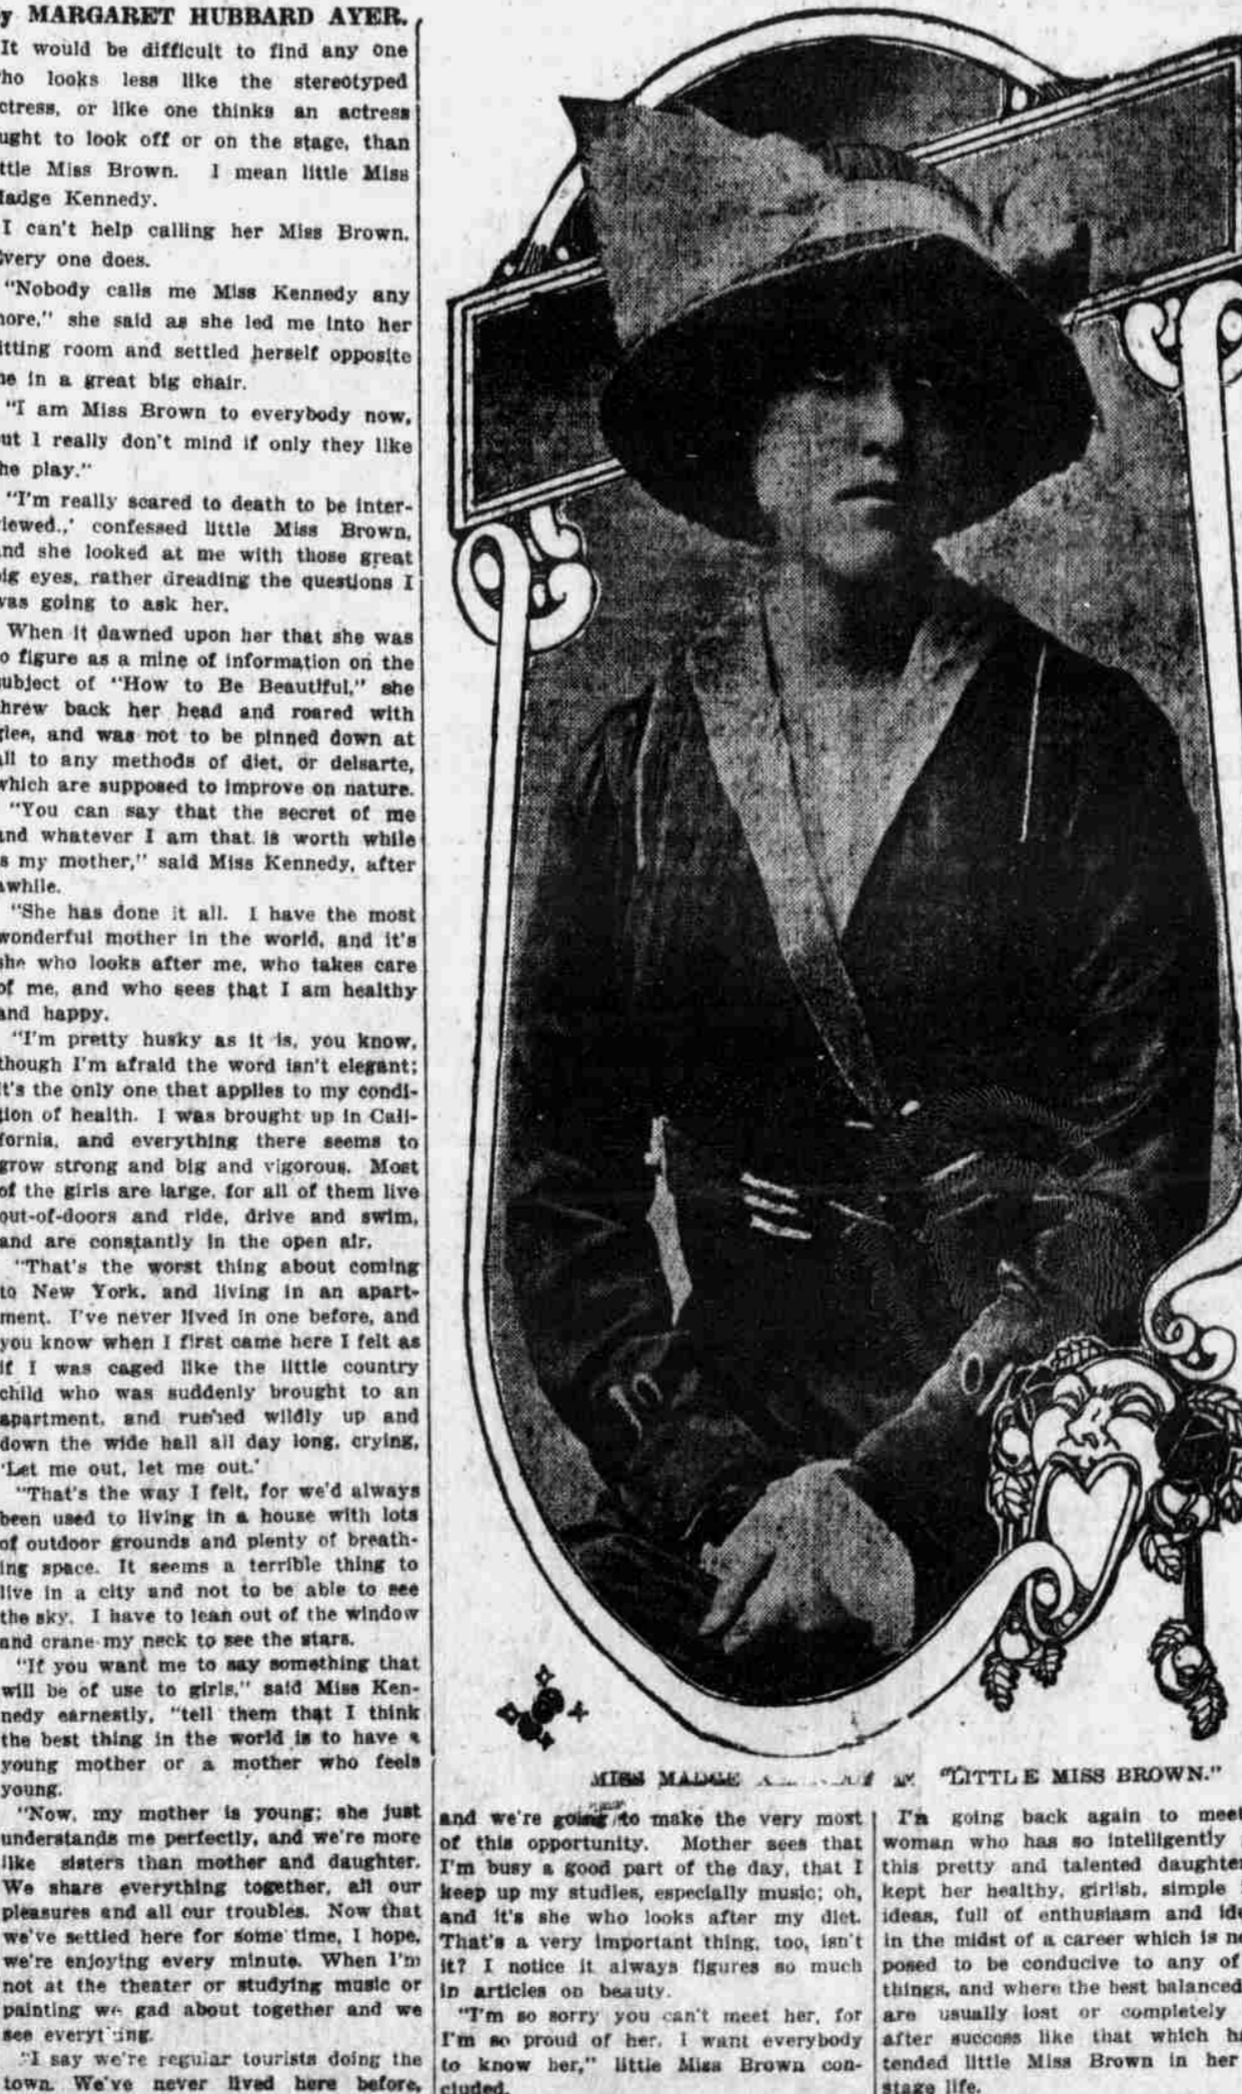 y MARGARET HUBBARD AYER.
It would be difficult to find any one
ho looks less like the stereotyped
ctress, or like one thinks an actress
ught to look off or on the stage, than
ttle Miss Brown. I mean little Miss
adge Kennedy.
I can't help calling her Miss Brown.
very one does.
"Nobody calls me Miss Kennedy any
ore," she said as she led me into her
itting room and settled herself opposite
e in a great big chair.
"I am Miss Brown to everybody now,
ut I really don't mind if only they like
he play."
"I'm really scared to death to be inter-
iewed.,' confessed little Miss Brown,
nd she looked at me with those great
ig eyes, rather dreading the questions I
as going to ask her.
When it dawned upon her that she was
o figure as a mine of information on the
ubject of "How to Be Beautiful," she
hrew back her head and roared with
lee, and was not to be pinned down at
ll to any methods of diet, or delsarte,
which are supposed to improve on nature.
"You can say that the secret of me
and whatever I am that is worth while
s my mother," said Miss Kennedy, after
awhile.
"She has done it all. I have the most
wonderful mother in the world, and it's
she who looks after me, who takes care
of me, and who sees that I am healthy
and happy.
"I'm pretty husky as it is, you know,
though I'm afraid the word isn't elegant;
it's the only one that applies to my condi-
tion of health. I was brought up in Cali-
fornia, and everything there seems to
grow strong and big and vigorous. Most
of the girls are large, for all of them live
out-of-doors and ride, drive and swim,
and are constantly in the open air.
"That's the worst thing about coming
to New York, and living in an apart-
ment. I've never lived in one before, and
you know when I first came here I felt as
if I was caged like the little country
child who was suddenly brought to an
apartment, and rushed wildly up and
down the wide hall all day long, crying,
'Let me out, let me out.'
"That's the way I felt, for we'd always
been used to living in a house with lots
of outdoor grounds and plenty of breath-
ing space. It seems a terrible thing to
live in a city and not to be able to see
the sky. I have to lean out of the window
and crane my neck to see the stars.
"If you want me to say something that
will be of use to girls," said Miss Ken-
nedy earnestly, "tell them that I think
the best thing in the world is to have a
young mother or a mother who feels
young.
"Now, my mother is young; she just
understands me perfectly, and we're more
like sisters than mother and daughter.
We share everything together, all our
pleasures and all our troubles. Now that
we've settled here for some time, I hope,
we're enjoying every minute. When I'm
not at the theater or studying music or
painting we gad about together and we
see everything.
"I say we're regular tourists doing the
town. We've never lived here before,
MISS MADGE "LITTLE MISS BROWN."
and we're going to make the very most
of this opportunity. Mother sees that
I'm busy a good part of the day, that I
keep up my studies, especially music; oh,
and it's she who looks after my diet.
That's a very important thing, too, isn't
it? I notice it always figures so much
in articles on beauty.
"I'm so sorry you can't meet her, for
I'm so proud of her. I want everybody
to know her," little Miss Brown con-
cluded.
I'm going back again to meet
woman who has so intelligently
this pretty and talented daughter
kept her healthy, girlish, simple
ideas, full of enthusiasm and ide
in the midst of a career which is n
posed to be conducive to any of
things, and where the best balanced
are usually lost or completely
after success like that which h
tended little Miss Brown in her
stage life.